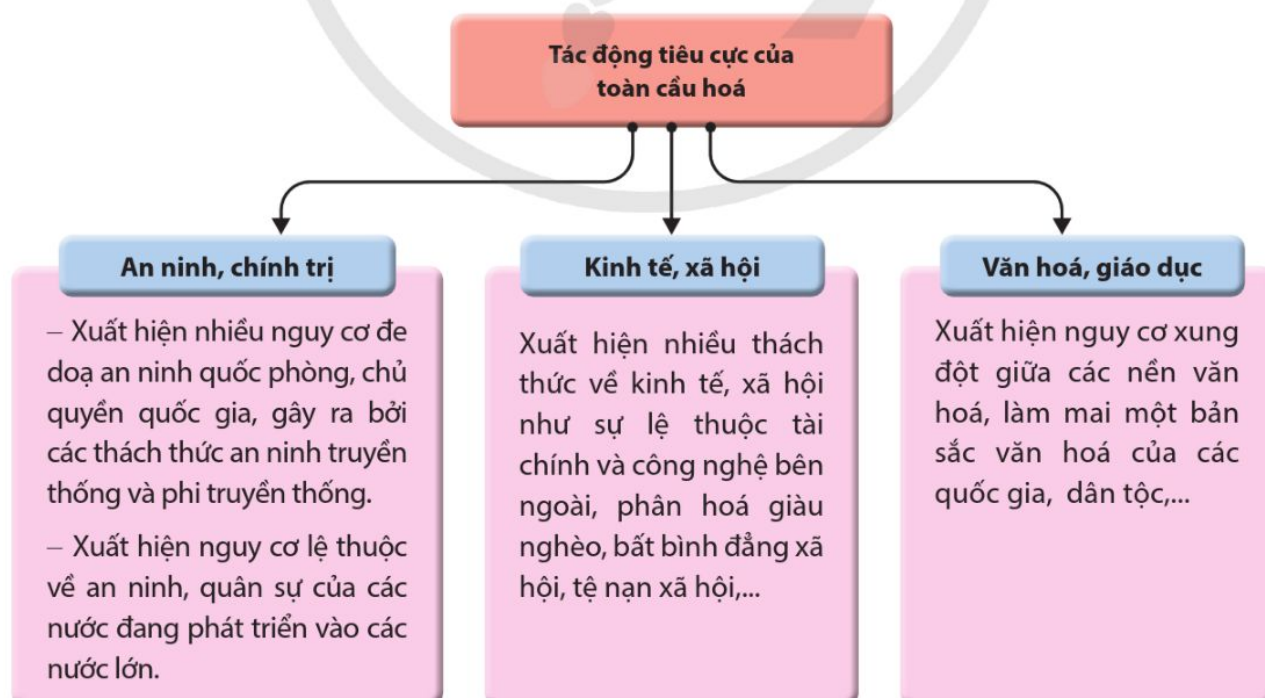 Tác động tiêu cực của
toàn cầu hoá
An ninh, chính trị
– Xuất hiện nhiều nguy cơ đe
doạ an ninh quốc phòng, chủ
quyền quốc gia, gây ra bởi
các thách thức an ninh truyền
thống và phi truyền thống.
– Xuất hiện nguy cơ lệ thuộc
về an ninh, quân sự của các
nước đang phát triển vào các
nước lớn.
Kinh tế, xã hội
Xuất hiện nhiều thách
thức về kinh tế, xã hội
như sự lệ thuộc tài
chính và công nghệ bên
ngoài, phân hoá giàu
nghèo, bất bình đẳng xã
hội, tệ nạn xã hội,...
Văn hoá, giáo dục
Xuất hiện nguy cơ xung
đột giữa các nền văn
hoá, làm mai một bản
sắc văn hoá của các
quốc gia, dân tộc,...